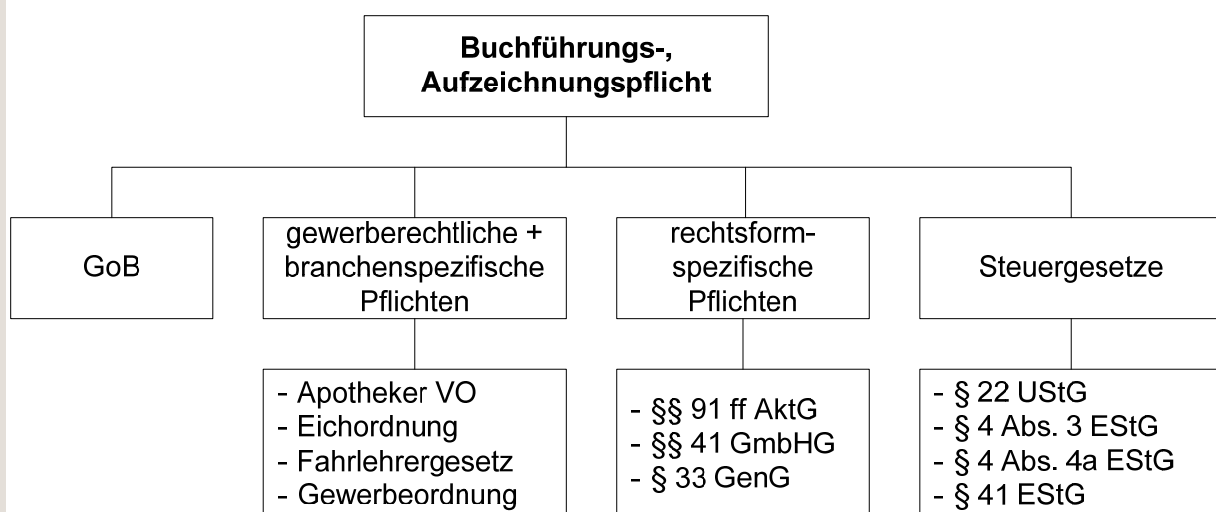 Buchführungs-,
Aufzeichnungspflicht
GoB
gewerberechtliche +
branchenspezifische
Pflichten
rechtsform-
spezifische
Pflichten
Steuergesetze
- Apotheker VO
- Eichordnung
- Fahrlehrergesetz
- Gewerbeordnung
- §§ 91 ff AktG
- §§ 41 GmbHG
- § 33 GenG
- § 22 UStG
- § 4 Abs. 3 EStG
- § 4 Abs. 4a EStG
- § 41 EStG